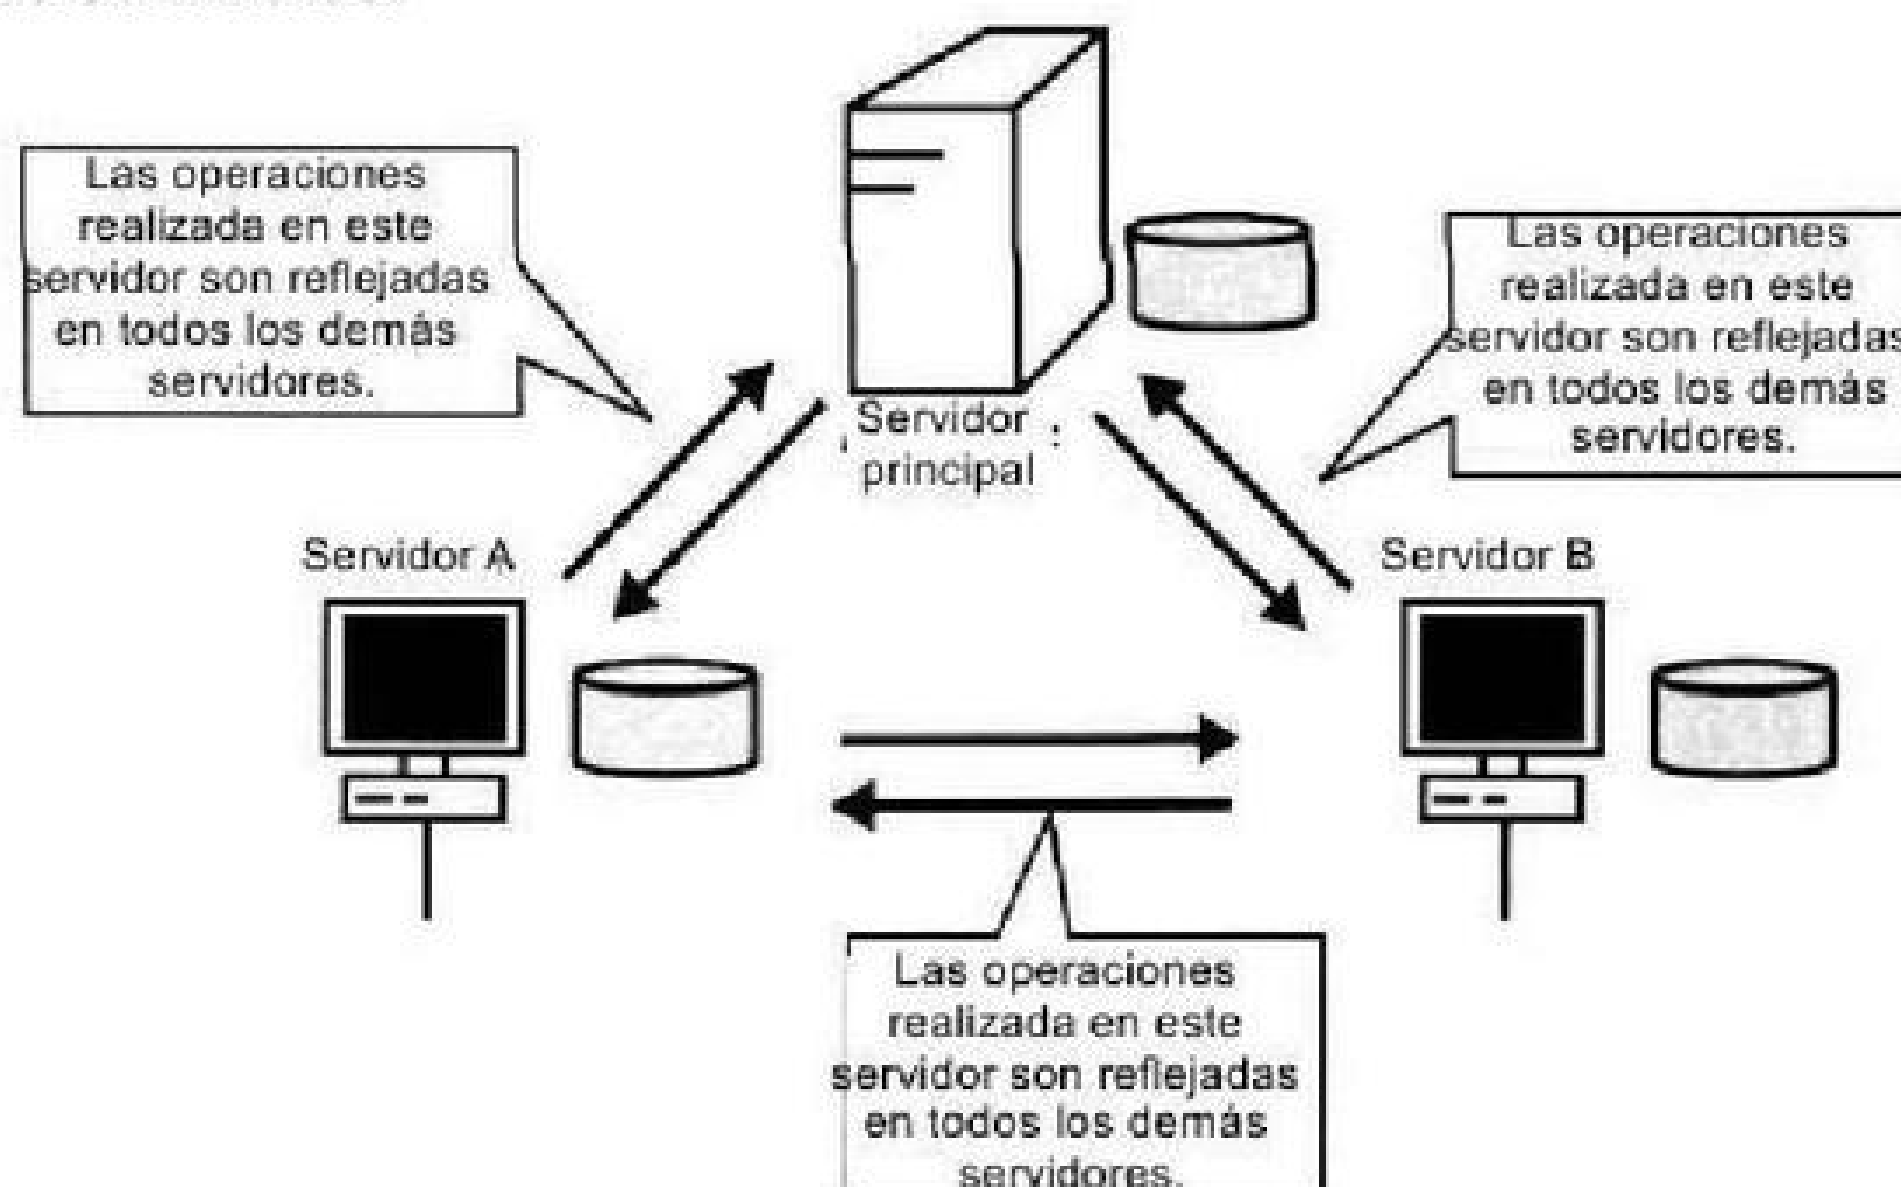 Las operaciones
realizada en este
servidor son reflejadas
en todos los demás
servidores.
Las operaciones
realizada en este
servidor son reflejadas
en todos los demás
servidores.
Servidor
principal
Servidor A
Servidor B
Las operaciones
realizada en este
servidor son reflejadas
en todos los demás
servidores.